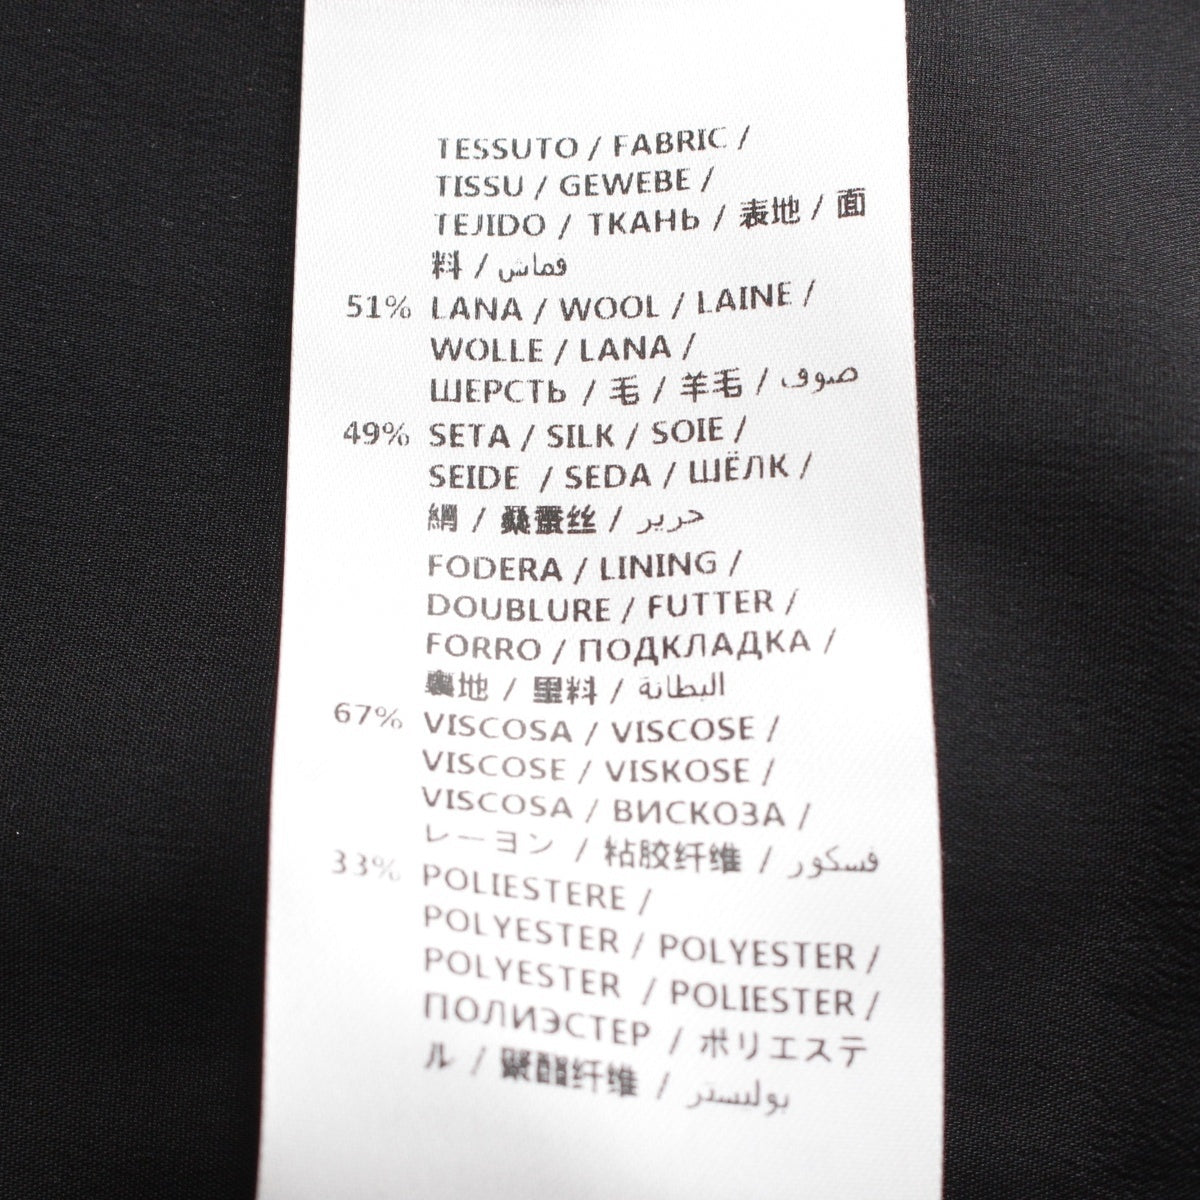 TESSUTO / FABRIC /
TISSU / GEWEBE /
TEJIDO / ТКАНЬ / 表地 / 面
料 / قماش
51% LANA / WOOL / LAINE /
WOLLE / LANA /
ШЕРСТЬ / 毛 / 羊毛 / صوف
49% SETA / SILK / SOIE /
SEIDE / SEDA / ШЁЛК /
絹 / 桑蚕丝 / حرير
FODERA / LINING /
DOUBLURE / FUTTER /
FORRO / ПОДКЛАДКА /
裏地 / 里料 / البطانة
67% VISCOSA / VISCOSE /
VISCOSE / VISKOSE /
VISCOSA / ВИСКОЗА /
レーヨン / 粘胶纤维 / فسكور
33% POLIESTERE /
POLYESTER / POLYESTER /
POLYESTER / POLIESTER /
ПОЛИЭСТЕР / ポリエステ
ル / 聚酯纤维 / بوليستر